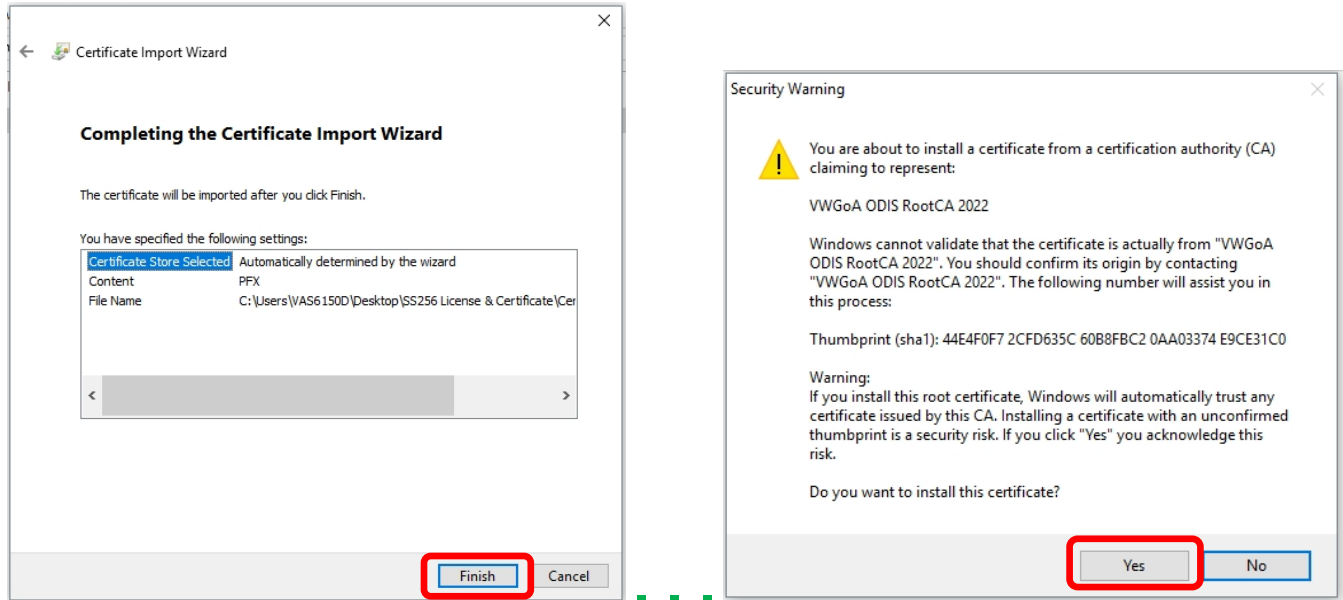 Certificate Import Wizard
Completing the Certificate Import Wizard
The certificate will be imported after you click Finish.
You have specified the following settings:
Certificate Store Selected Automatically determined by the wizard
Content PFX
File Name C:\Users\VAS6150D\Desktop\SS256 License & Certificate\Cer
Finish Cancel
Security Warning
You are about to install a certificate from a certification authority (CA)
claiming to represent:
VWGoA ODIS RootCA 2022
Windows cannot validate that the certificate is actually from "VWGoA
ODIS RootCA 2022". You should confirm its origin by contacting
"VWGoA ODIS RootCA 2022". The following number will assist you in
this process:
Thumbprint (sha1): 44E4F0F7 2CFD635C 60B8FBC2 0AA03374 E9CE31C0
Warning:
If you install this root certificate, Windows will automatically trust any
certificate issued by this CA. Installing a certificate with an unconfirmed
thumbprint is a security risk. If you click "Yes" you acknowledge this
risk.
Do you want to install this certificate?
Yes No